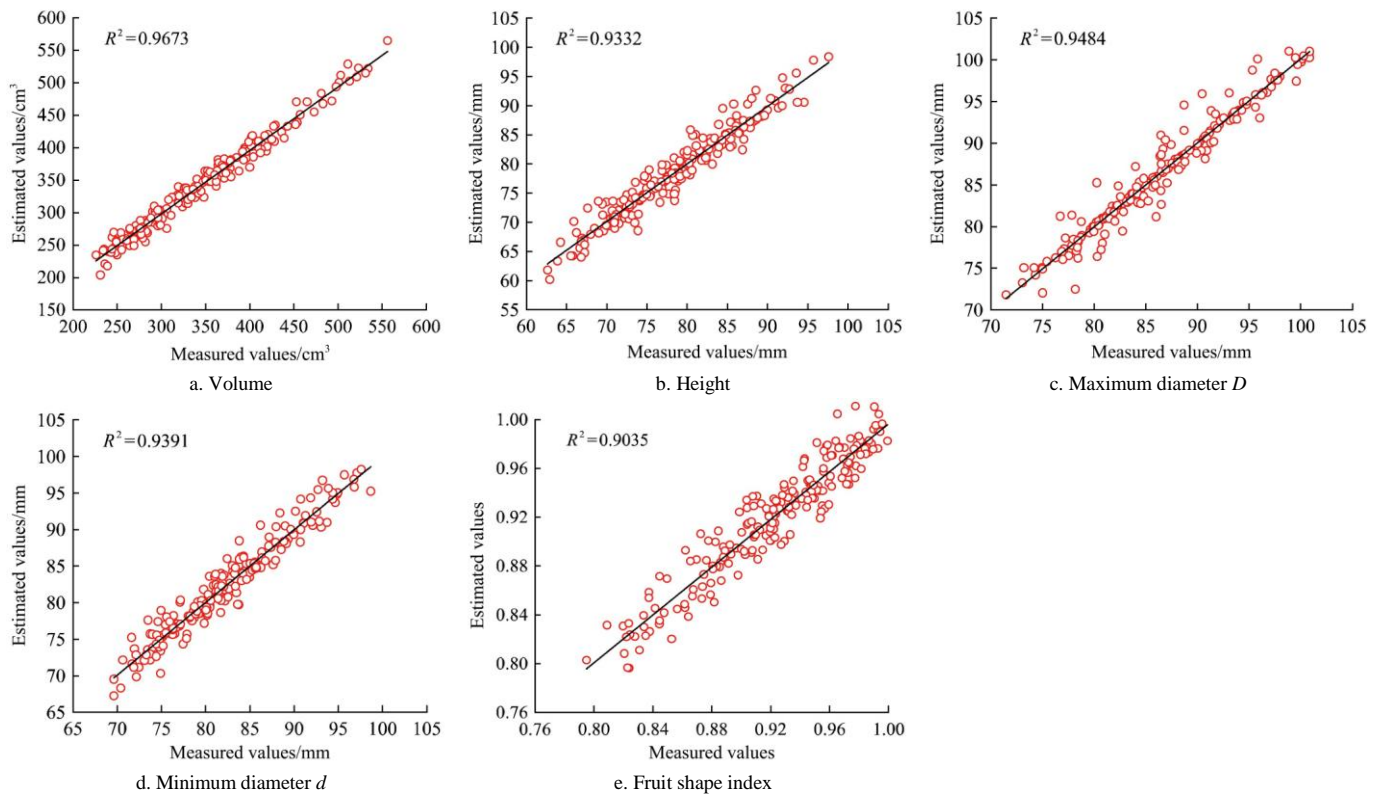 R²=0.9673
Estimated values/cm³
600
550
500
450
400
350
300
250
200
150
200 250 300 350 400 450 500 550 600
Measured values/cm³
a. Volume
R²=0.9332
Estimated values/mm
105
100
95
90
85
80
75
70
65
60
55
60 65 70 75 80 85 90 95 100 105
Measured values/mm
b. Height
R²=0.9484
Estimated values/mm
105
100
95
90
85
80
75
70
70 75 80 85 90 95 100 105
Measured values/mm
c. Maximum diameter D
R²=0.9391
Estimated values/mm
105
100
95
90
85
80
75
70
65
65 70 75 80 85 90 95 100 105
Measured values/mm
d. Minimum diameter d
R²=0.9035
Estimated values
1.00
0.96
0.92
0.88
0.84
0.80
0.76
0.76 0.80 0.84 0.88 0.92 0.96 1.00
Measured values
e. Fruit shape index